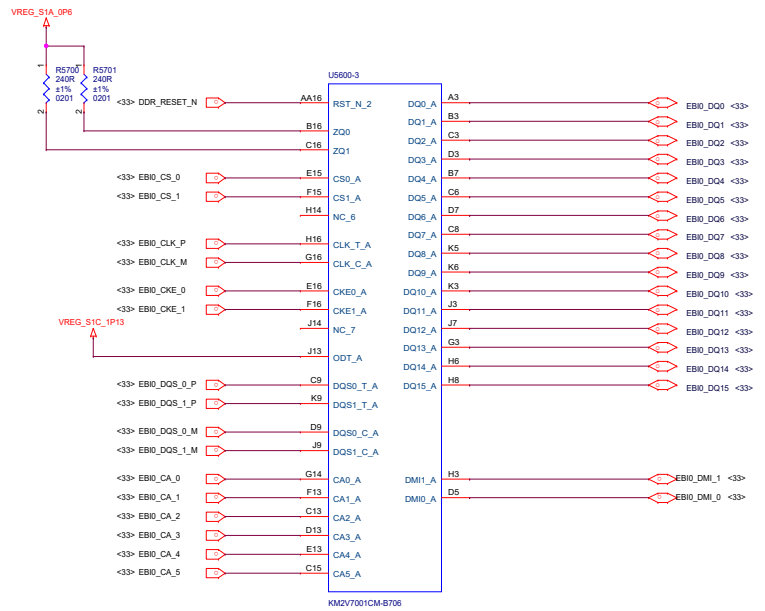 VREG_S1A_0P6
1 1
R5700 R5701
240R 240R
±1% ±1%
0201 0201
2 2
U5600-3
<33> DDR_RESET_N AA16 RST_N_2 DQ0_A A3 EBI0_DQ0 <33>
DQ1_A B3 EBI0_DQ1 <33>
B16 ZQ0
DQ2_A C3 EBI0_DQ2 <33>
C16 ZQ1
DQ3_A D3 EBI0_DQ3 <33>
<33> EBI0_CS_0 E15 CS0_A DQ4_A B7 EBI0_DQ4 <33>
<33> EBI0_CS_1 F15 CS1_A DQ5_A C6 EBI0_DQ5 <33>
H14 NC_6 DQ6_A D7 EBI0_DQ6 <33>
DQ7_A C8 EBI0_DQ7 <33>
<33> EBI0_CLK_P H16 CLK_T_A
DQ8_A K5 EBI0_DQ8 <33>
<33> EBI0_CLK_M G16 CLK_C_A
DQ9_A K6 EBI0_DQ9 <33>
<33> EBI0_CKE_0 E16 CKE0_A DQ10_A K3 EBI0_DQ10 <33>
<33> EBI0_CKE_1 F16 CKE1_A DQ11_A J3 EBI0_DQ11 <33>
VREG_S1C_1P13
J14 NC_7 DQ12_A J7 EBI0_DQ12 <33>
DQ13_A G3 EBI0_DQ13 <33>
J13 ODT_A
DQ14_A H6 EBI0_DQ14 <33>
<33> EBI0_DQS_0_P C9 DQS0_T_A DQ15_A H8 EBI0_DQ15 <33>
<33> EBI0_DQS_1_P K9 DQS1_T_A
<33> EBI0_DQS_0_M D9 DQS0_C_A
<33> EBI0_DQS_1_M J9 DQS1_C_A
<33> EBI0_CA_0 G14 CA0_A DMI1_A H3 EBI0_DMI_1 <33>
<33> EBI0_CA_1 F13 CA1_A DMI0_A D5 EBI0_DMI_0 <33>
<33> EBI0_CA_2 C13 CA2_A
<33> EBI0_CA_3 D13 CA3_A
<33> EBI0_CA_4 E13 CA4_A
<33> EBI0_CA_5 C15 CA5_A
KM2V7001CM-B706